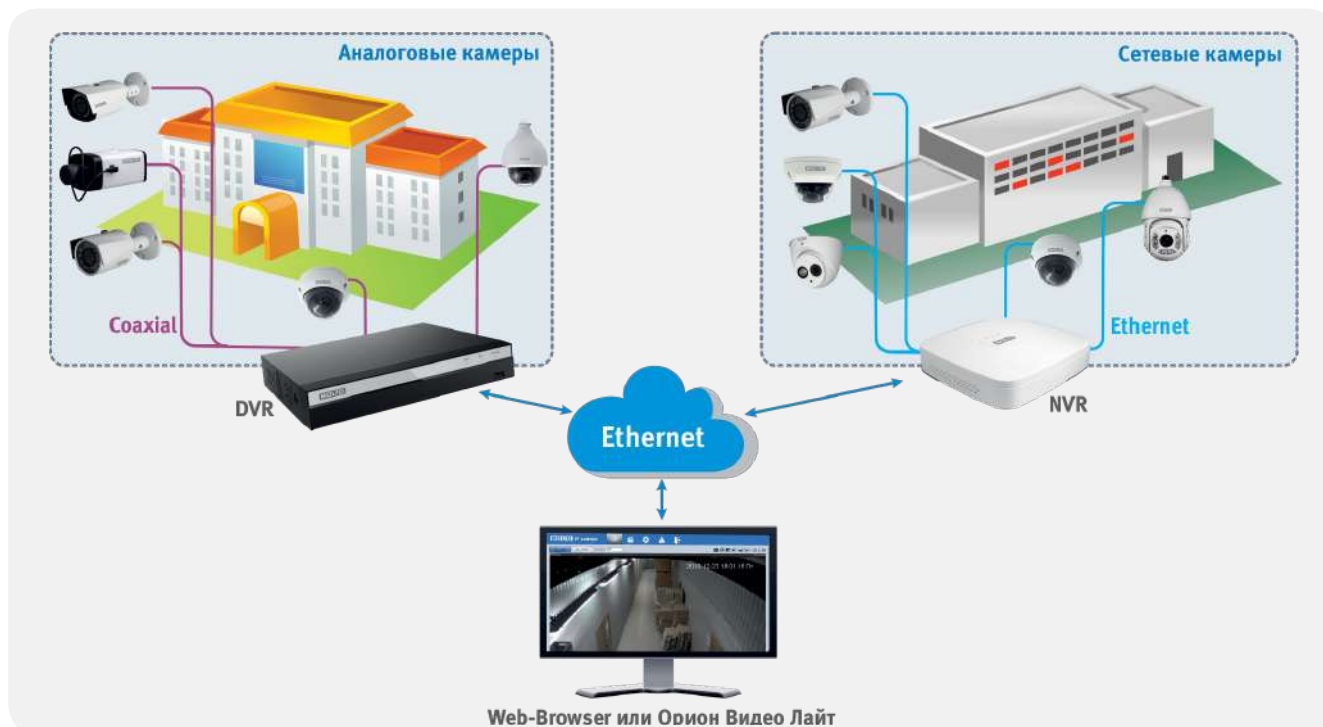 Аналоговые камеры
Сетевые камеры
Coaxial
Ethernet
DVR
NVR
Ethernet
Web-Browser или Орион Видео Лайт